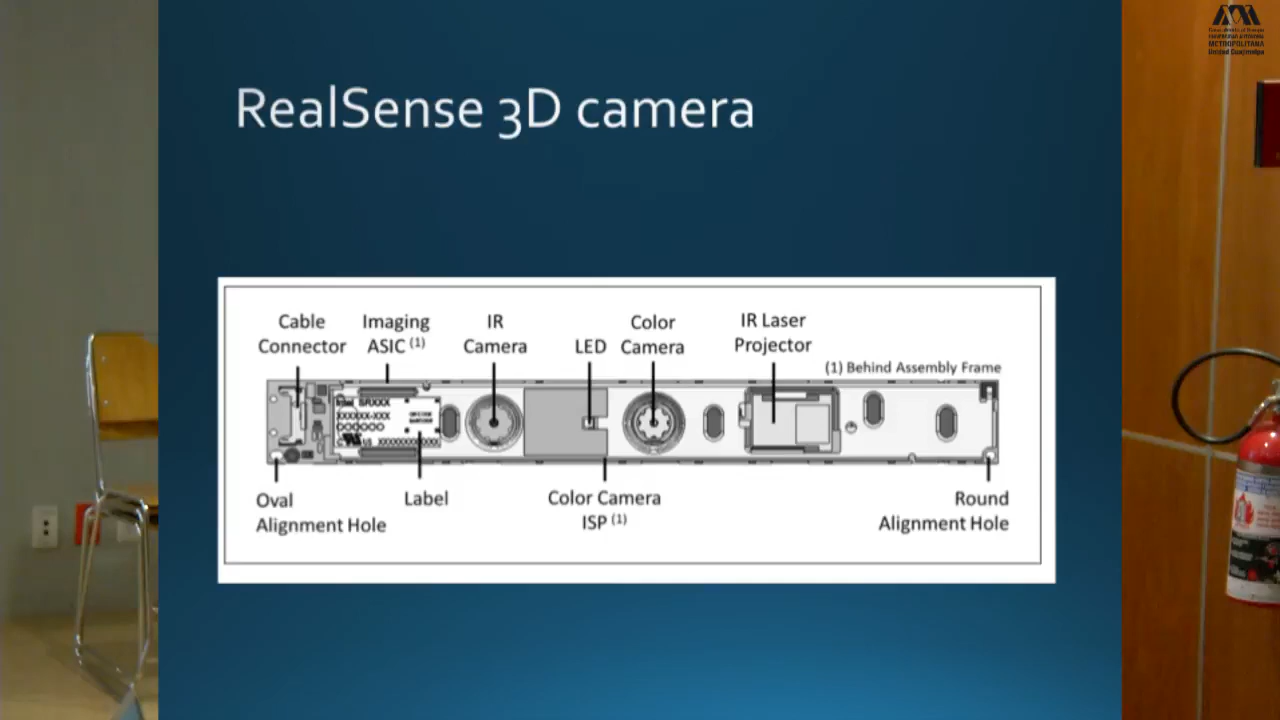 RealSense 3D camera
Cable
Connector
Imaging
ASIC (1)
IR
Camera
LED
Color
Camera
IR Laser
Projector
(1) Behind Assembly Frame
Oval
Alignment Hole
Label
Color Camera
ISP (1)
Round
Alignment Hole
METROPOLITANA